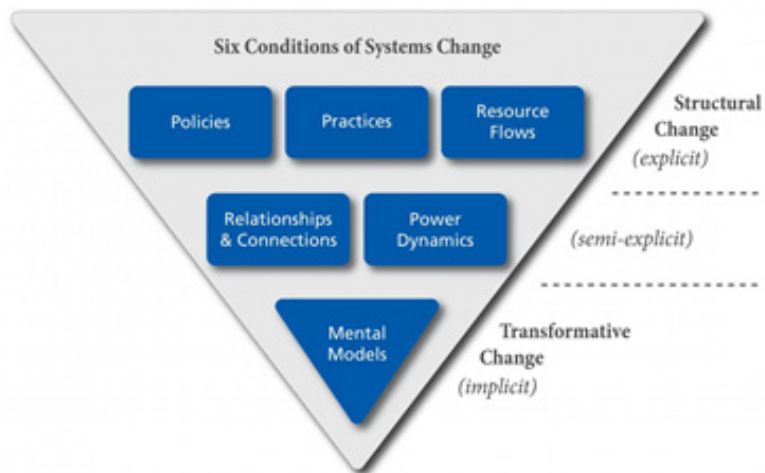 Six Conditions of Systems Change
Policies
Practices
Resource
Flows
Structural
Change
(explicit)
Relationships
& Connections
Power
Dynamics
(semi-explicit)
Mental
Models
Transformative
Change
(implicit)